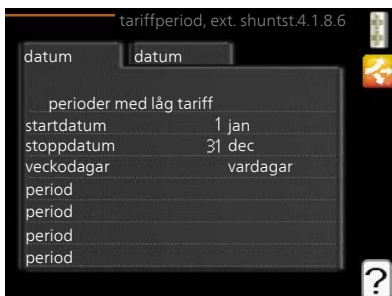 tariffperiod, ext. shuntst.4.1.8.6
datum datum
perioder med låg tariff
startdatum 1 jan
stoppdatum 31 dec
veckodagar vardagar
period
period
period
period
?